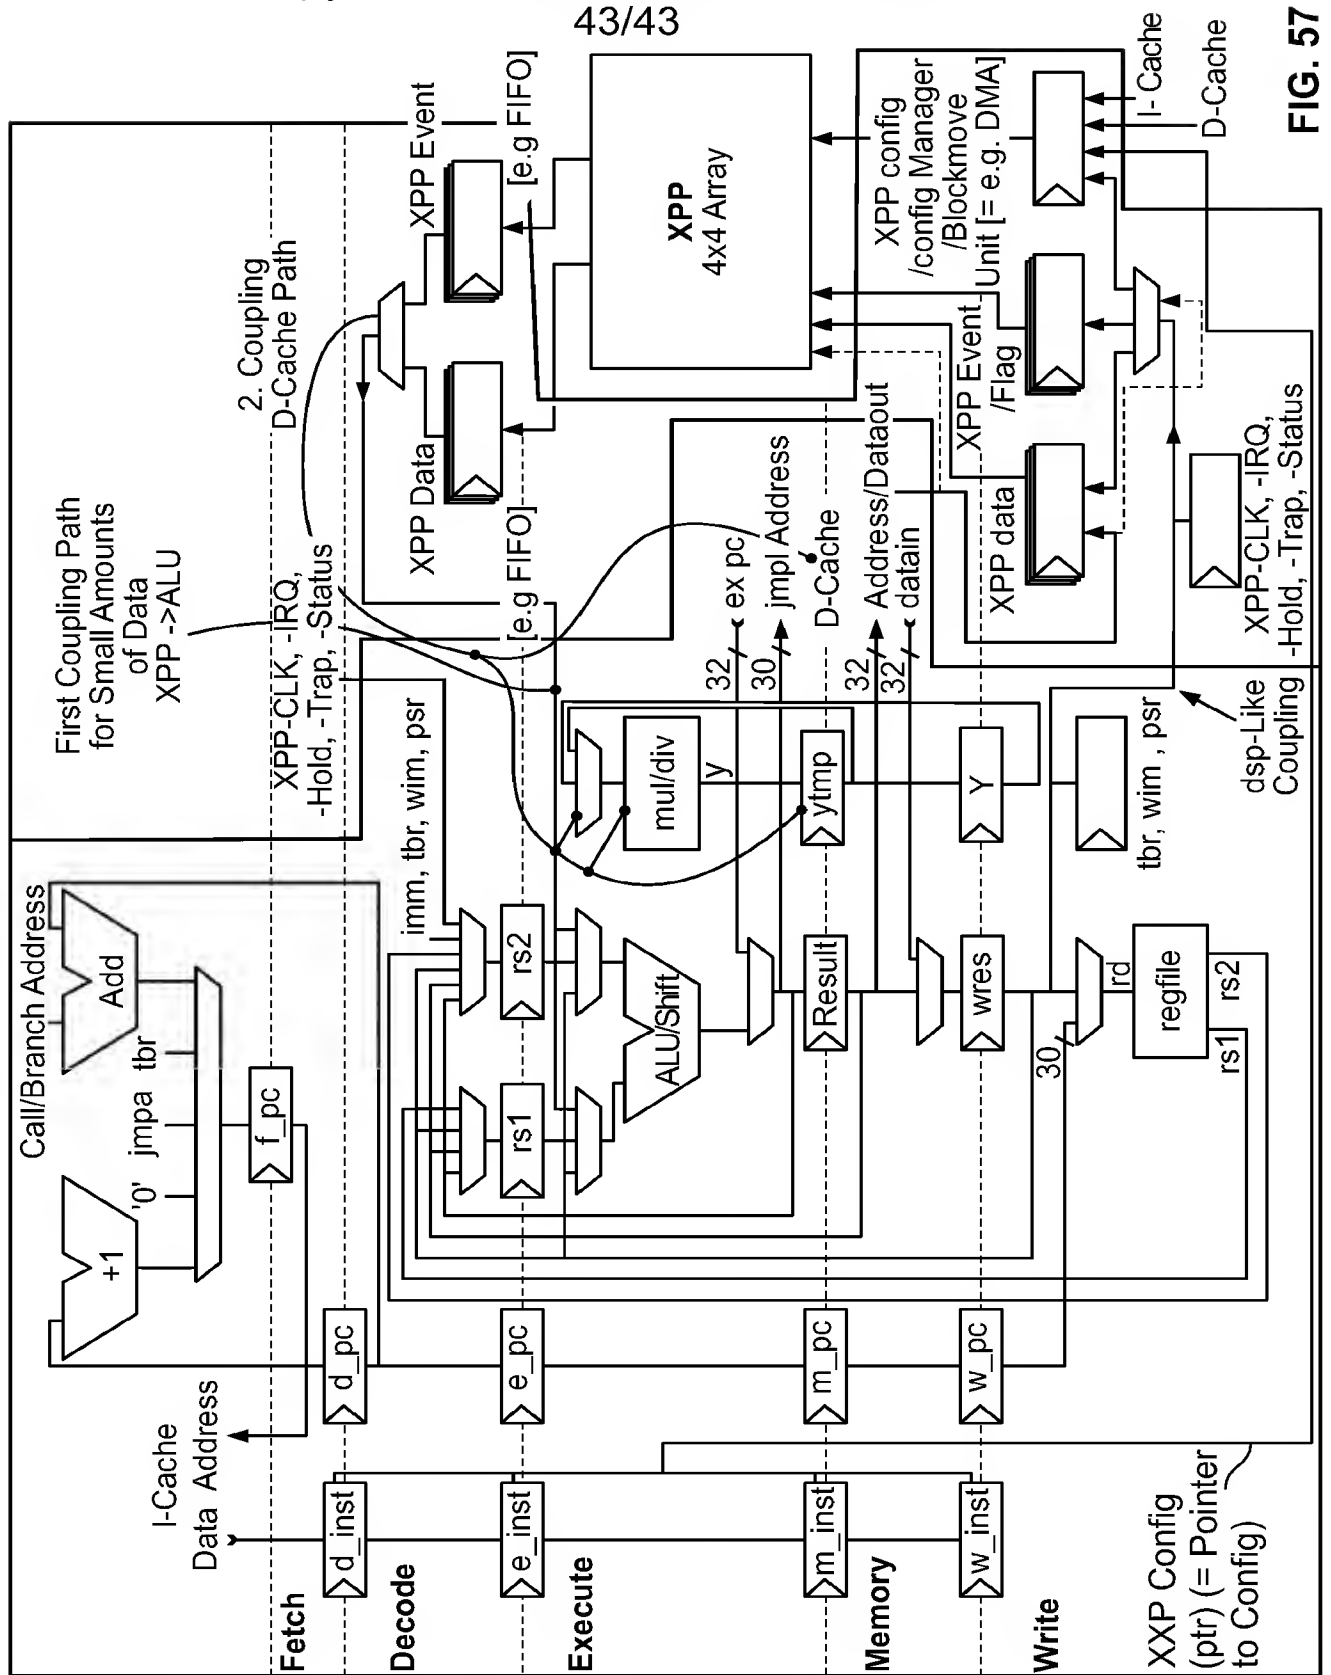 43/43
FIG. 57
Call/Branch Address
Add
+1
'0'
jmpa
tbr
f_pc
I-Cache
Data Address
Fetch
d_inst
d_pc
Decode
e_inst
e_pc
Execute
m_inst
m_pc
Memory
w_inst
w_pc
Write
XXP Config
(ptr) (= Pointer
to Config)
First Coupling Path
for Small Amounts
of Data
XPP ->ALU
2. Coupling
D-Cache Path
XPP-CLK, -IRQ,
-Hold, -Trap, -Status
imm, tbr, wim, psr
rs1
rs2
ALU/Shift
mul/div
y
ytmp
Y
Result
wres
30
rd
regfile
rs1
rs2
tbr, wim , psr
32
ex pc
30
jmpl Address
D-Cache
32
Address/Dataout
32
datain
dsp-Like
Coupling
XPP Data
[e.g FIFO]
XPP Event
[e.g FIFO]
XPP
4x4 Array
XPP config
/config Manager
/Blockmove
Unit [= e.g. DMA]
XPP Event
/Flag
XPP data
I- Cache
D-Cache
XPP-CLK, -IRQ,
-Hold, -Trap, -Status